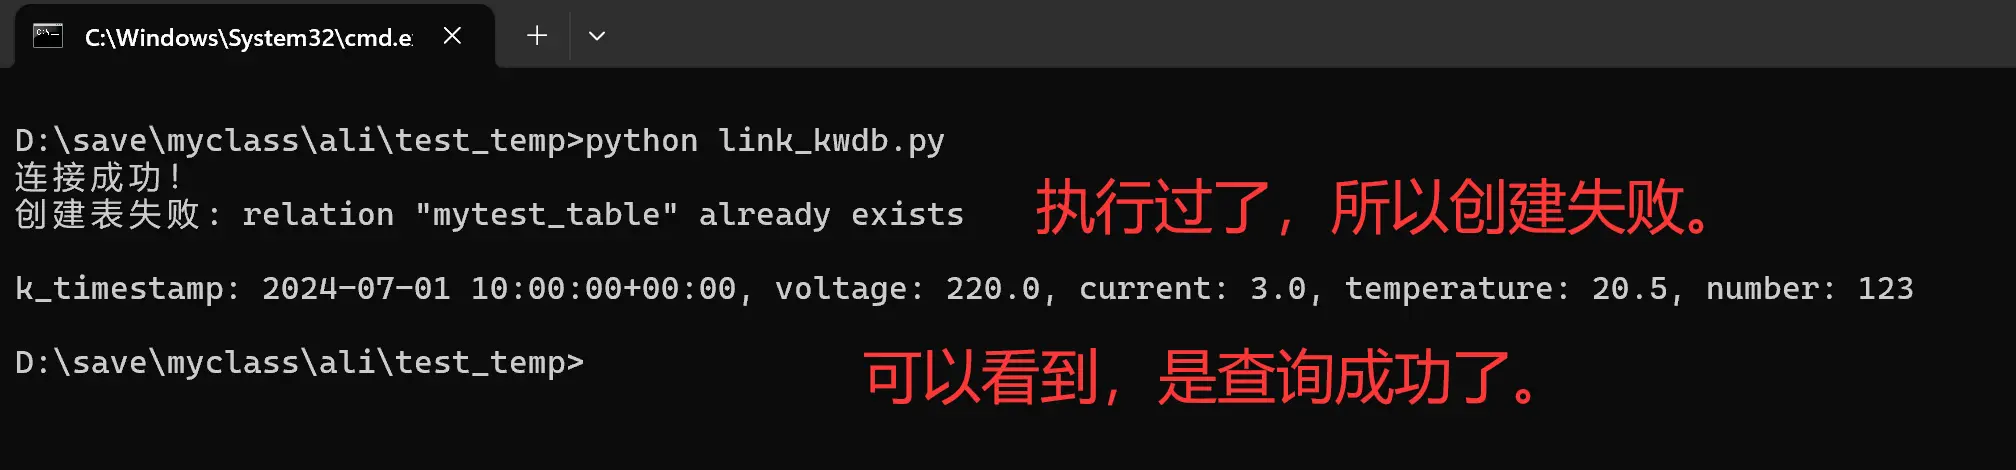 C:\Windows\System32\cmd.e
D:\save\myclass\ali\test_temp>python link_kwdb.py
连接成功！
创建表失败：relation "mytest_table" already exists
执行过了，所以创建失败。
k_timestamp: 2024-07-01 10:00:00+00:00, voltage: 220.0, current: 3.0, temperature: 20.5, number: 123
D:\save\myclass\ali\test_temp>
可以看到，是查询成功了。